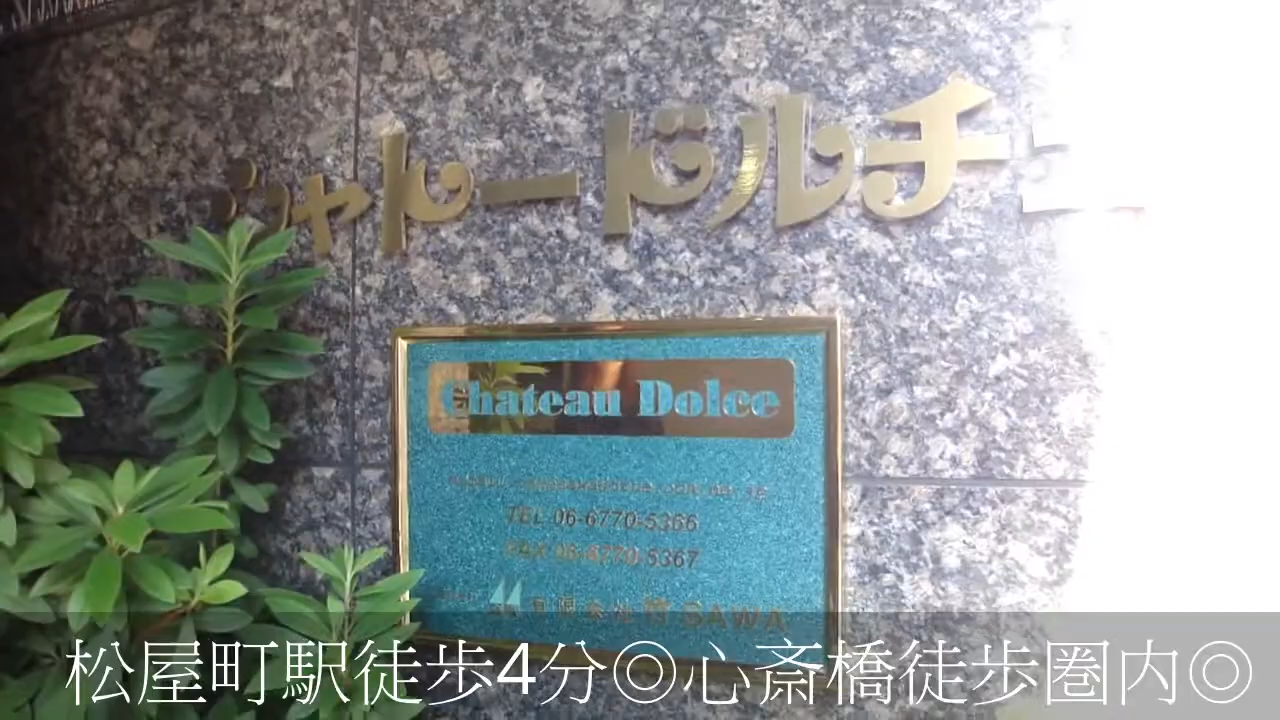 シャトードルチェ
Chateau Dolce
TEL 06-6770-5366
FAX 06-6770-5367
SAWA
松屋町駅徒歩4分◎心斎橋徒歩圏内◎